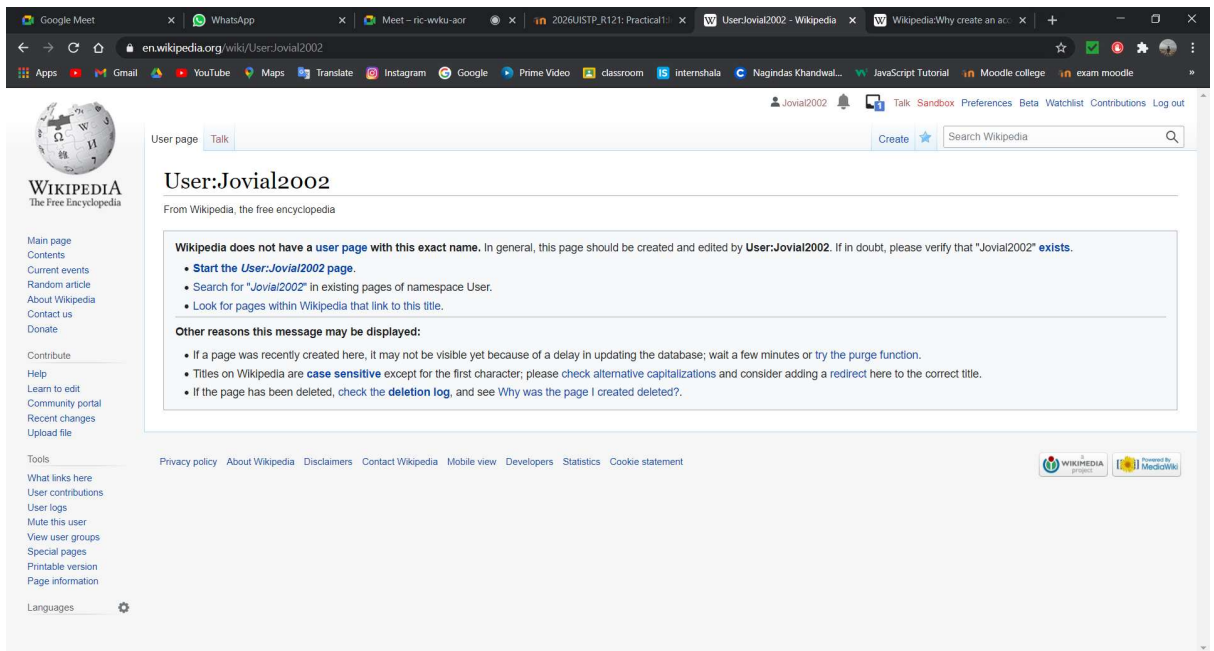 Google Meet
WhatsApp
Meet – ric-wvku-aor
2026UISTP_R121: Practical1:
User:Jovial2002 - Wikipedia
Wikipedia:Why create an acc
en.wikipedia.org/wiki/User:Jovial2002
Apps Gmail YouTube Maps Translate Instagram Google Prime Video classroom internshala Nagindas Khandwal... JavaScript Tutorial Moodle college exam moodle »
Jovial2002 1 Talk Sandbox Preferences Beta Watchlist Contributions Log out
User page Talk Create Search Wikipedia
WIKIPEDIA
The Free Encyclopedia
User:Jovial2002
From Wikipedia, the free encyclopedia
Wikipedia does not have a user page with this exact name. In general, this page should be created and edited by User:Jovial2002. If in doubt, please verify that "Jovial2002" exists.
• Start the User:Jovial2002 page.
• Search for "Jovial2002" in existing pages of namespace User.
• Look for pages within Wikipedia that link to this title.
Other reasons this message may be displayed:
• If a page was recently created here, it may not be visible yet because of a delay in updating the database; wait a few minutes or try the purge function.
• Titles on Wikipedia are case sensitive except for the first character; please check alternative capitalizations and consider adding a redirect here to the correct title.
• If the page has been deleted, check the deletion log, and see Why was the page I created deleted?.
Main page
Contents
Current events
Random article
About Wikipedia
Contact us
Donate
Contribute
Help
Learn to edit
Community portal
Recent changes
Upload file
Tools
What links here
User contributions
User logs
Mute this user
View user groups
Special pages
Printable version
Page information
Languages
Privacy policy About Wikipedia Disclaimers Contact Wikipedia Mobile view Developers Statistics Cookie statement
A WIKIMEDIA project
Powered By MediaWiki